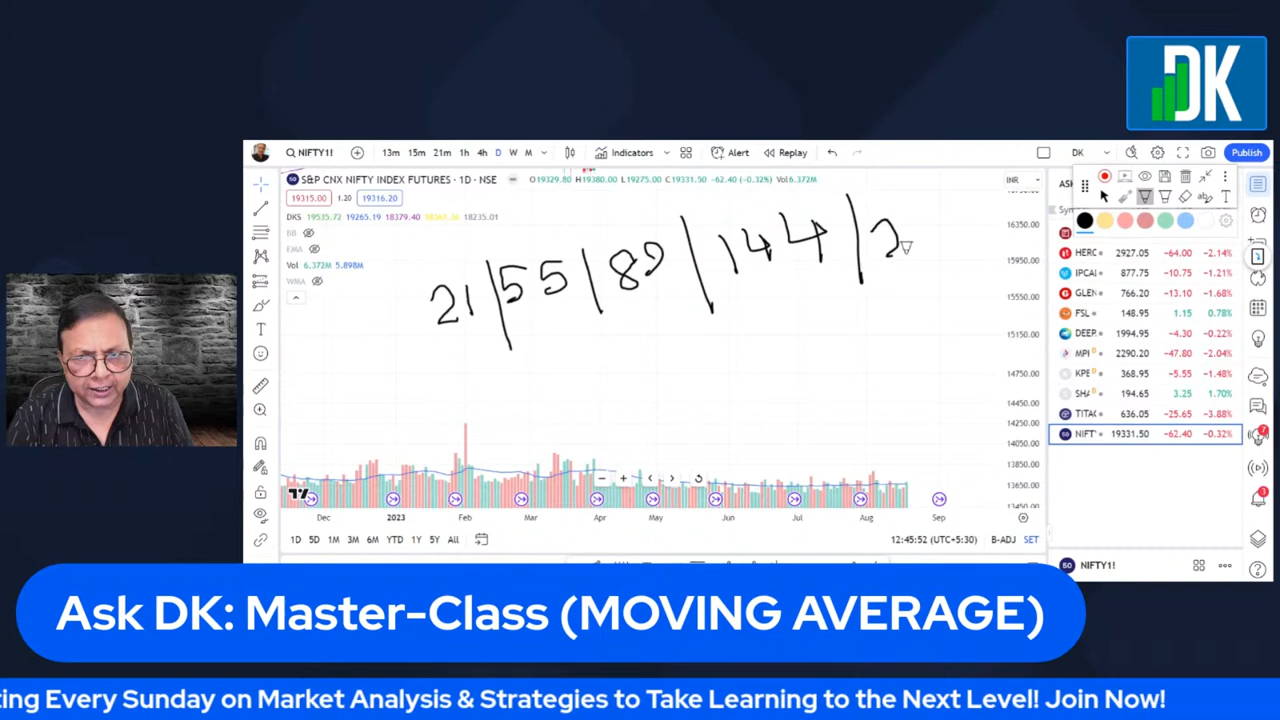 DK
NIFTY1!
13m 15m 21m 1h 4h D W M
Indicators
Alert
Replay
DK
Publish
S&P CNX NIFTY INDEX FUTURES · 1D · NSE
O19329.80 H19380.00 L19275.00 C19331.50 −62.40 (−0.32%) Vol6.372M
INR
19315.00 1.20 19316.20
DKS 19535.72 19265.19 18379.40 18235.01
BB
EMA
Vol 6.372M 5.898M
WMA
21 | 55 | 89 | 144 | 2
16350.00
15950.00
15550.00
15150.00
14750.00
14450.00
14250.00
14050.00
13850.00
13650.00
13450.00
HERC 2927.05 −64.00 −2.14%
IPCA 877.75 −10.75 −1.21%
GLEN 766.20 −13.10 −1.68%
FSL 148.95 1.15 0.78%
DEEP 1994.95 −4.30 −0.22%
MPI 2290.20 −47.80 −2.04%
KPE 368.95 −5.55 −1.48%
SHA 194.65 3.25 1.70%
TITA 636.05 −25.65 −3.88%
NIFT 19331.50 −62.40 −0.32%
Dec 2023 Feb Mar Apr May Jun Jul Aug Sep
1D 5D 1M 3M 6M YTD 1Y 5Y All
12:45:52 (UTC+5:30) B-ADJ SET
NIFTY1!
Ask DK: Master-Class (MOVING AVERAGE)
ting Every Sunday on Market Analysis & Strategies to Take Learning to the Next Level! Join Now!